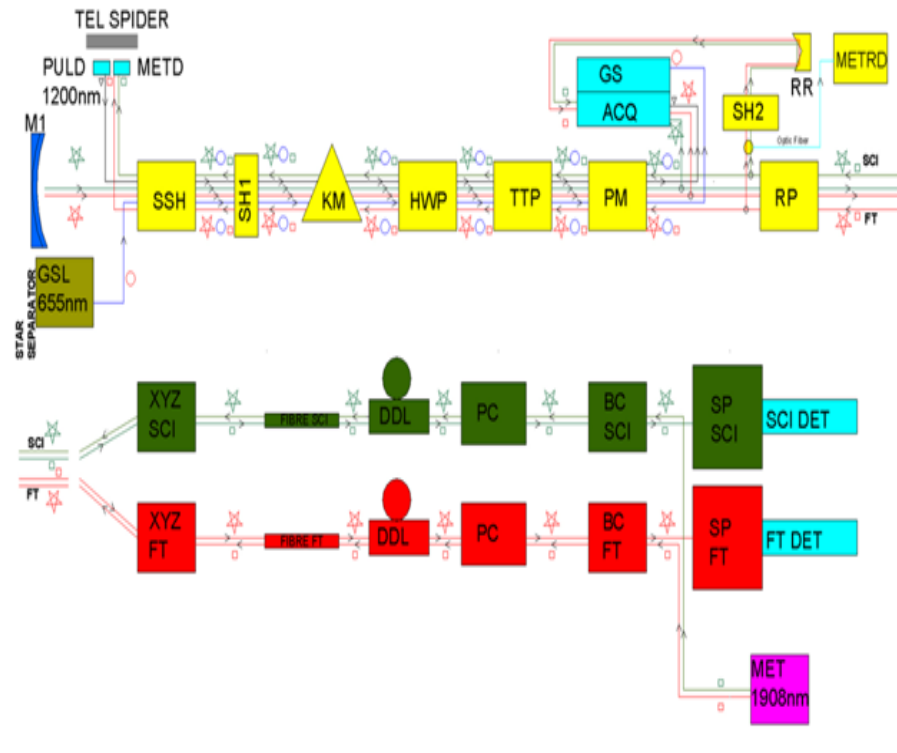 TEL SPIDER
PULD METD
1200nm
M1
GS
ACQ
RR
METRD
SH2
Optic Fiber
SSH
SH1
KM
HWP
TTP
PM
RP
SCI
FT
GSL
655nm
STAR
SEPARATOR
XYZ
SCI
FIBRE SCI
DDL
PC
BC
SCI
SP
SCI
SCI DET
SCI
FT
XYZ
FT
FIBRE FT
DDL
PC
BC
FT
SP
FT
FT DET
MET
1908nm